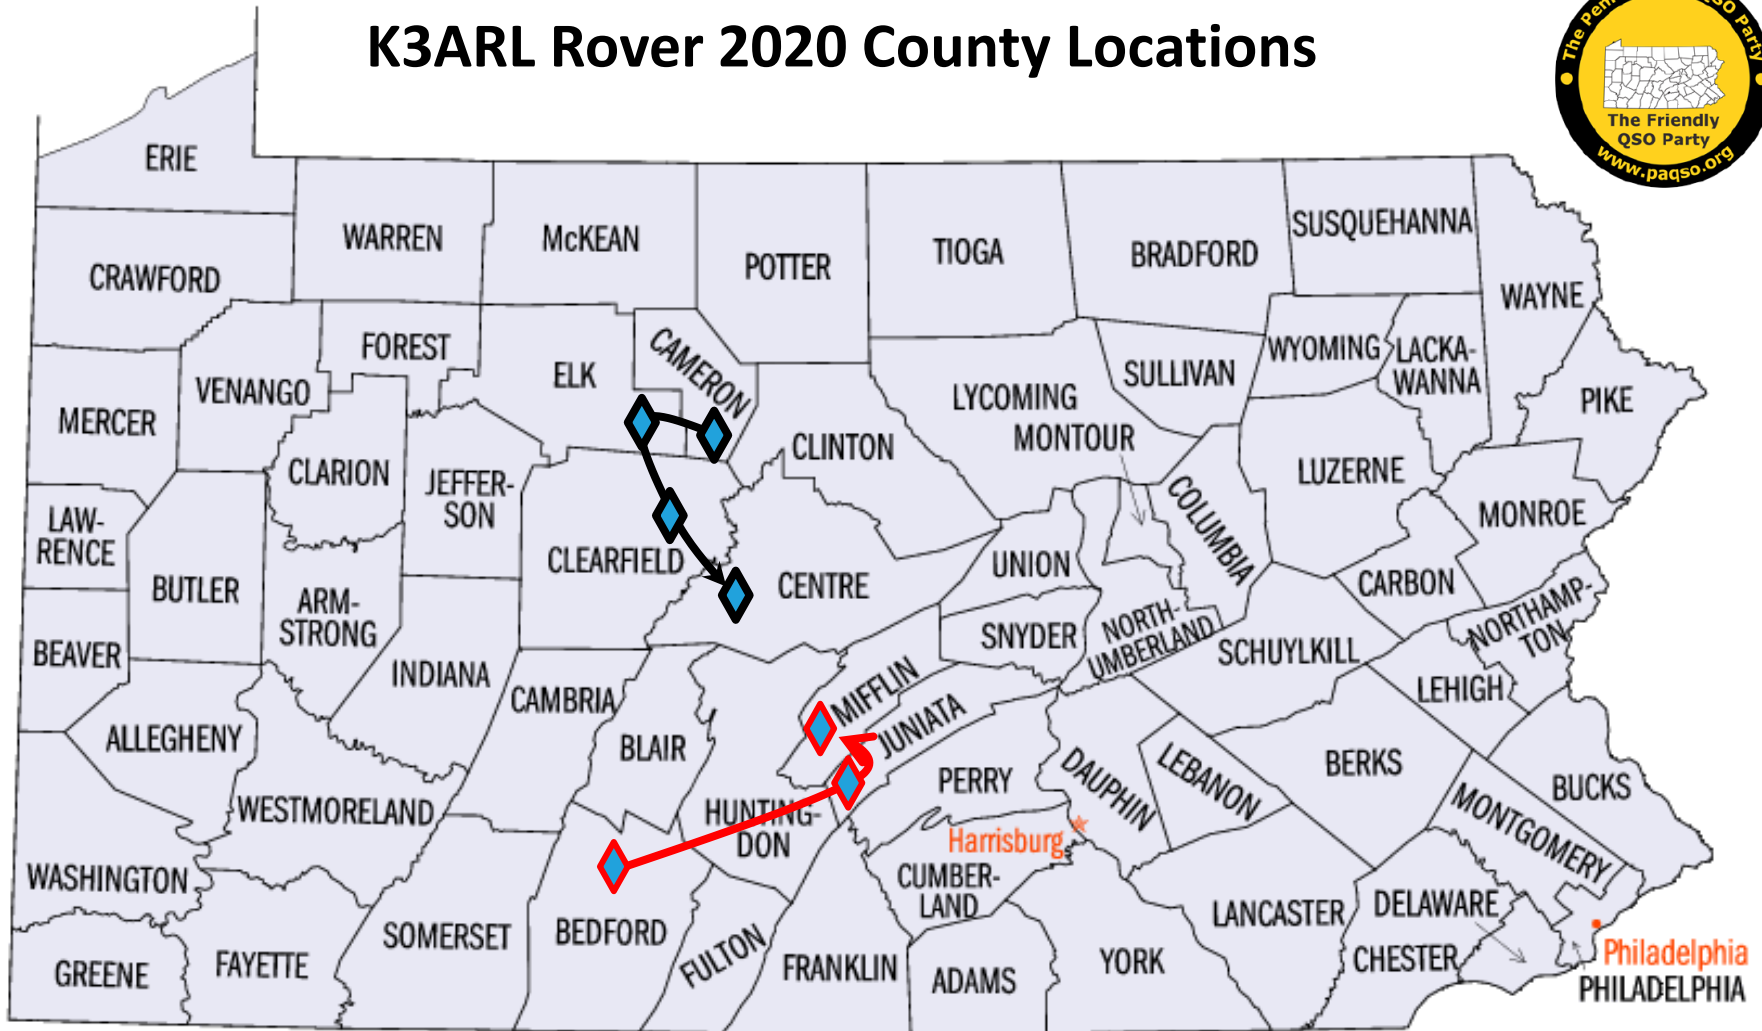 K3ARL Rover 2020 County Locations
QSO Party
The Friendly
QSO Party
www.paqso.org
ERIE
WARREN
McKEAN
POTTER
TIOGA
BRADFORD
SUSQUEHANNA
WAYNE
CRAWFORD
FOREST
ELK
CAMERON
VENANGO
MERCER
CLARION
JEFFER-
SON
CLINTON
LYCOMING
MONTOUR
SULLIVAN
WYOMING
LACKA-
WANNA
PIKE
LUZERNE
COLUMBIA
MONROE
LAW-
RENCE
BUTLER
ARM-
STRONG
CLEARFIELD
CENTRE
UNION
SNYDER
NORTH-
UMBERLAND
CARBON
NORTHAMP-
TON
SCHUYLKILL
LEHIGH
BEAVER
INDIANA
CAMBRIA
BLAIR
MIFFLIN
JUNIATA
ALLEGHENY
WESTMORELAND
HUNTING-
DON
PERRY
DAUPHIN
LEBANON
BERKS
MONTGOMERY
BUCKS
Harrisburg
WASHINGTON
CUMBER-
LAND
LANCASTER
DELAWARE
CHESTER
Philadelphia
PHILADELPHIA
GREENE
FAYETTE
SOMERSET
BEDFORD
FULTON
FRANKLIN
ADAMS
YORK